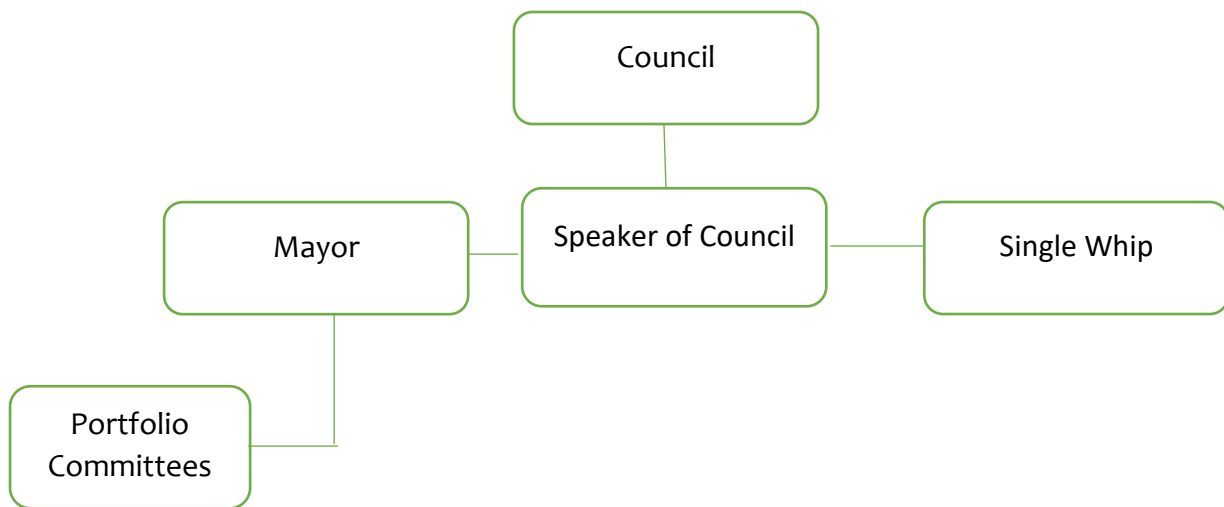 Council
Speaker of Council
Mayor
Single Whip
Portfolio
Committees